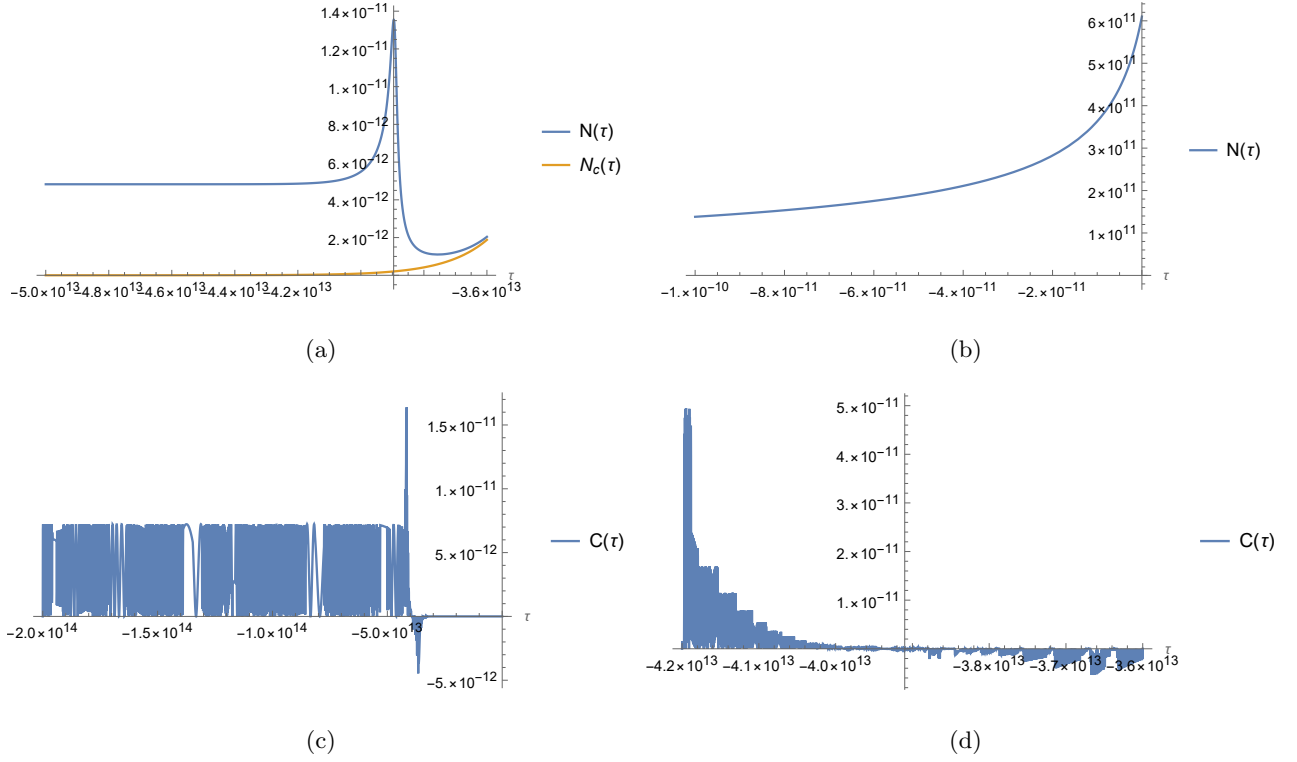 1.4×10⁻¹¹
1.2×10⁻¹¹
1.×10⁻¹¹
8.×10⁻¹²
6.×10⁻¹²
4.×10⁻¹²
2.×10⁻¹²
-5.0×10¹³ -4.8×10¹³ -4.6×10¹³ -4.4×10¹³ -4.2×10¹³ -3.6×10¹³ τ
N(τ)
N_c(τ)
(a)
6×10¹¹
5×10¹¹
4×10¹¹
3×10¹¹
2×10¹¹
1×10¹¹
-1.×10⁻¹⁰ -8.×10⁻¹¹ -6.×10⁻¹¹ -4.×10⁻¹¹ -2.×10⁻¹¹ τ
N(τ)
(b)
1.5×10⁻¹¹
1.×10⁻¹¹
5.×10⁻¹²
-2.0×10¹⁴ -1.5×10¹⁴ -1.0×10¹⁴ -5.0×10¹³ τ
-5.×10⁻¹²
C(τ)
(c)
5.×10⁻¹¹
4.×10⁻¹¹
3.×10⁻¹¹
2.×10⁻¹¹
1.×10⁻¹¹
-4.2×10¹³ -4.1×10¹³ -4.0×10¹³ -3.8×10¹³ -3.7×10¹³ -3.6×10¹³ τ
C(τ)
(d)